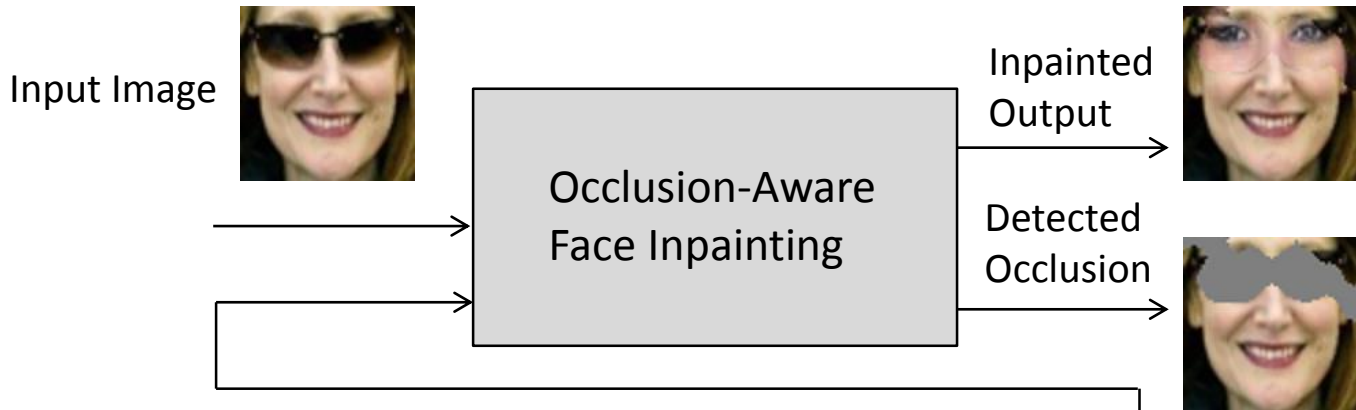 Input Image
Inpainted
Output
Occlusion-Aware
Face Inpainting
Detected
Occlusion